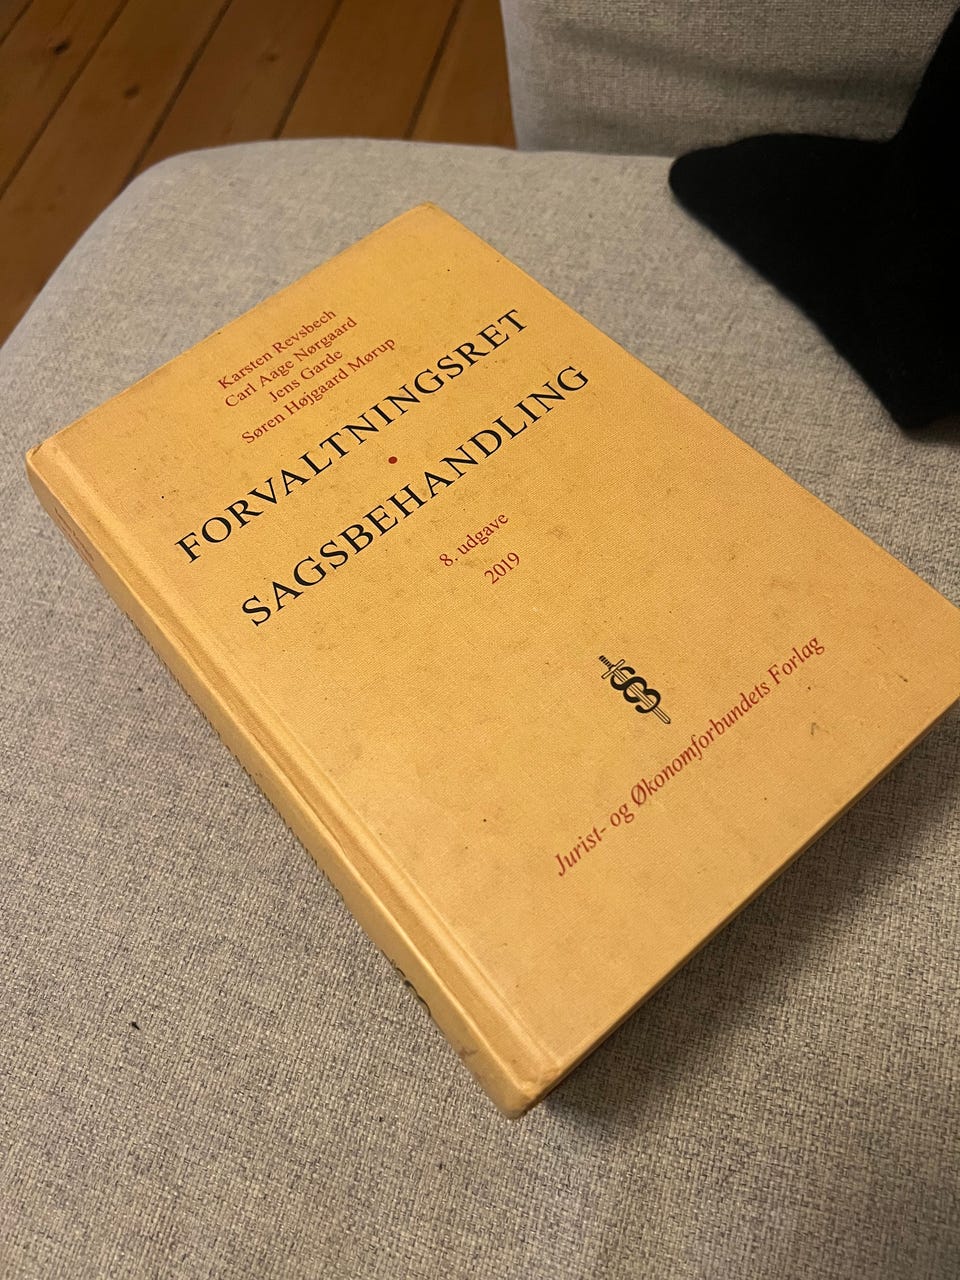 Karsten Revsbech
Carl Aage Nørgaard
Jens Garde
Søren Højgaard Mørup
FORVALTNINGSRET
•
SAGSBEHANDLING
8. udgave
2019
Jurist- og Økonomforbundets Forlag